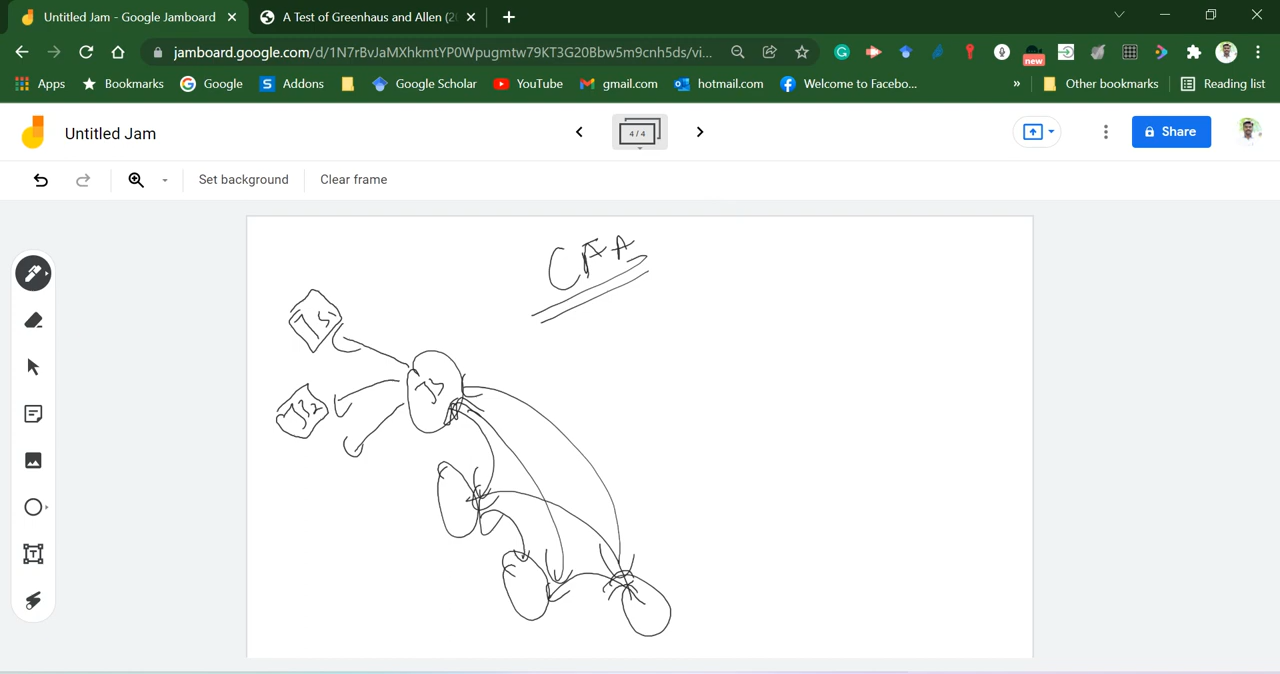 Untitled Jam - Google Jamboard
A Test of Greenhaus and Allen (2
jamboard.google.com/d/1N7rBvJaMXhkmtYP0Wpugmtw79KT3G20Bbw5m9cnh5ds/vi...
new
Apps Bookmarks Google Addons Google Scholar YouTube gmail.com hotmail.com Welcome to Facebo... » Other bookmarks Reading list
Untitled Jam
4 / 4
Share
Set background Clear frame
CFA